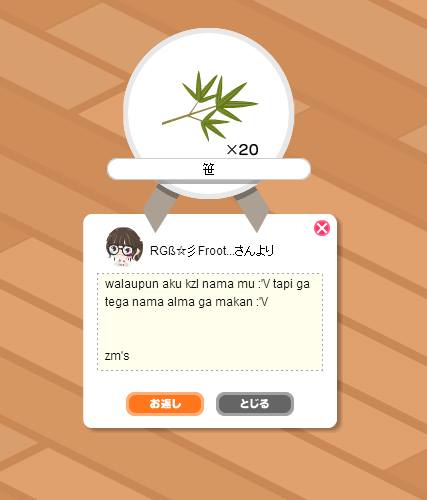 ×20
笹
RGß☆彡Froot...さんより
walaupun aku kzl nama mu :'V tapi ga
tega nama alma ga makan :'V
zm's
お返し とじる